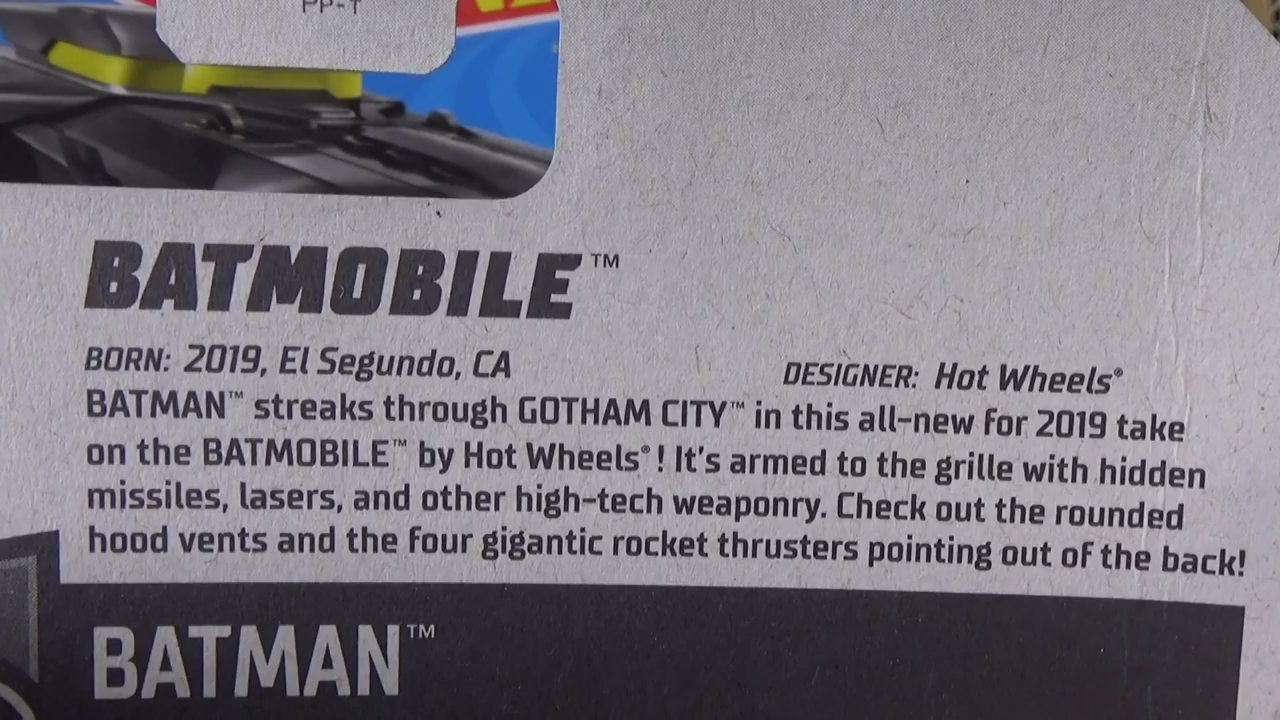 PP-T
BATMOBILE™
BORN: 2019, El Segundo, CA
DESIGNER: Hot Wheels®
BATMAN™ streaks through GOTHAM CITY™ in this all-new for 2019 take
on the BATMOBILE™ by Hot Wheels®! It's armed to the grille with hidden
missiles, lasers, and other high-tech weaponry. Check out the rounded
hood vents and the four gigantic rocket thrusters pointing out of the back!
BATMAN™